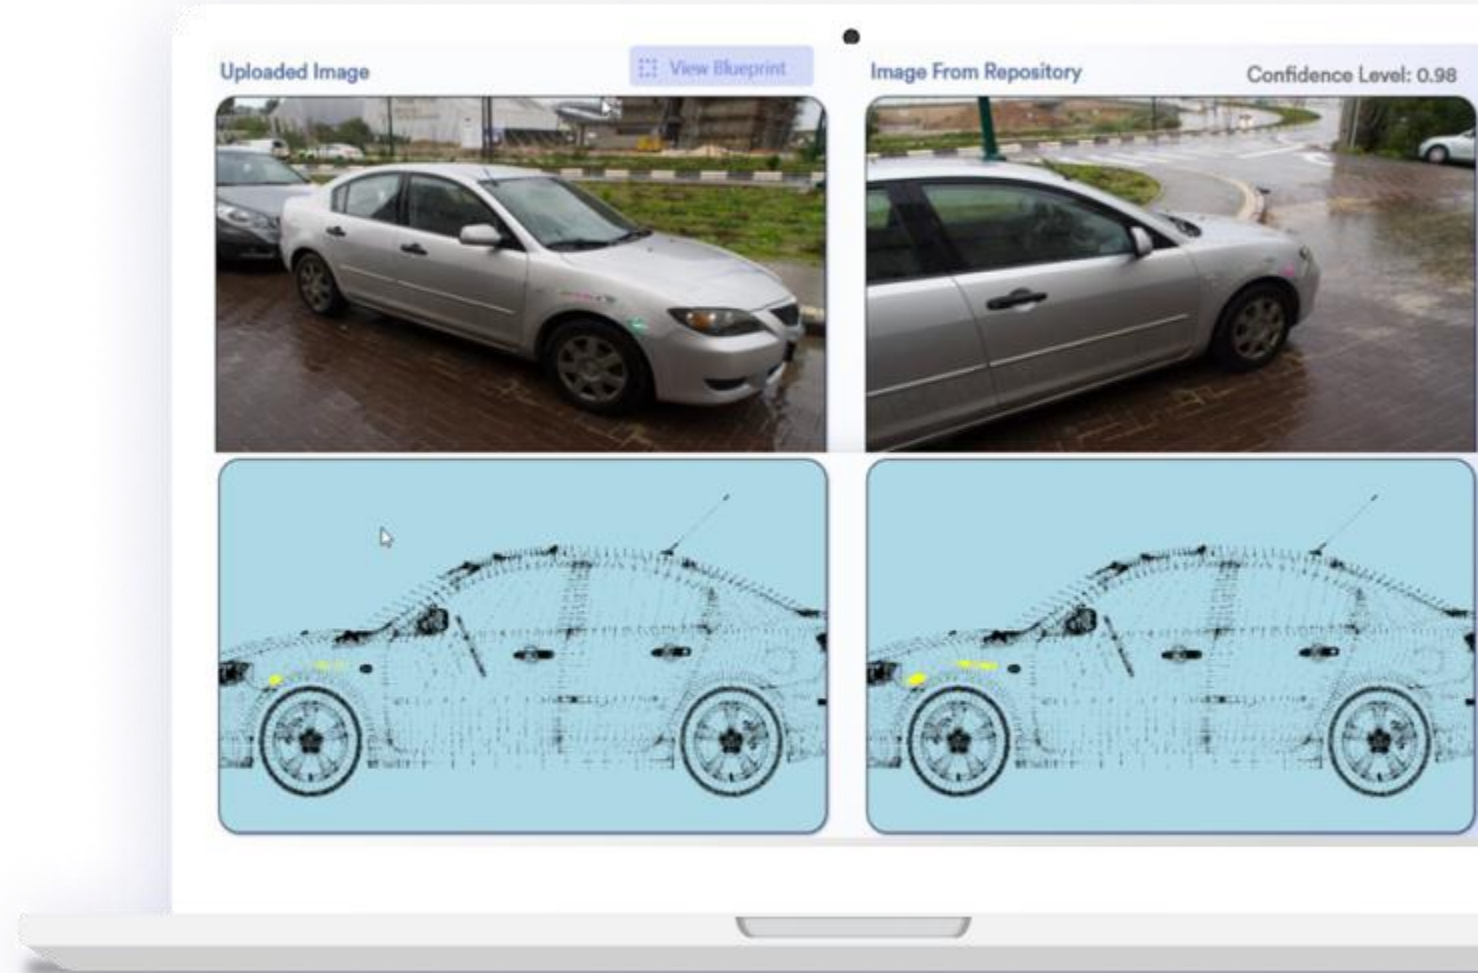 Uploaded Image
View Blueprint
Image From Repository
Confidence Level: 0.98